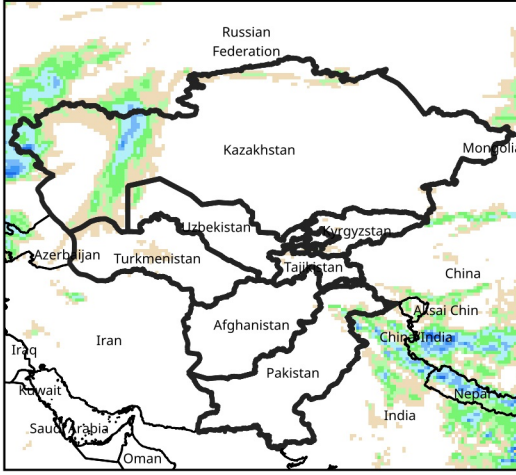 Russian
Federation
Kazakhstan
Mongolia
Uzbekistan
Kyrgyzstan
Azerbaijan
Turkmenistan
Tajikistan
China
Aksai Chin
Afghanistan
China/India
Iran
Iraq
Pakistan
Kuwait
Nepal
India
Saudi Arabia
Oman